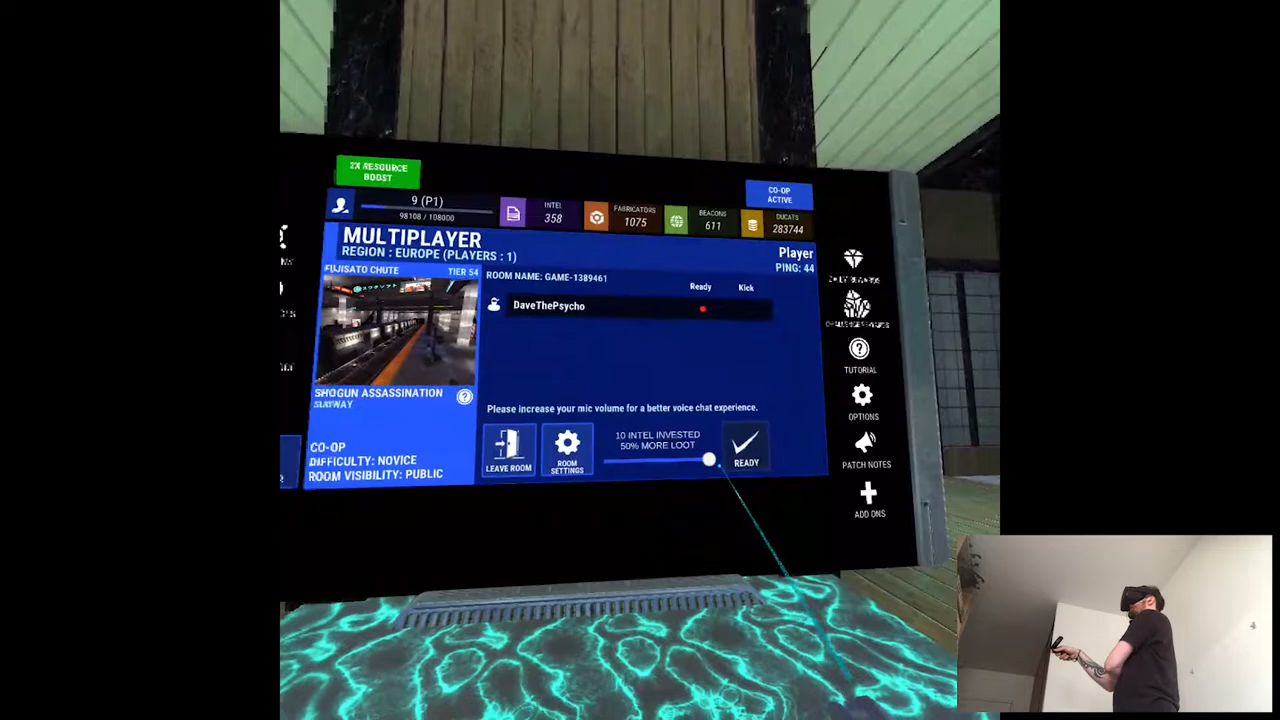 2X RESOURCE
BOOST
CO-OP
ACTIVE
9 (P1)
98108 / 108000
INTEL
358
FABRICATORS
1075
BEACONS
611
DUCATS
283744
MULTIPLAYER
REGION : EUROPE (PLAYERS : 1)
Player
PING: 44
FUJISATO CHUTE
TIER 54
ROOM NAME: GAME-1389461
Ready
Kick
DaveThePsycho
SHOGUN ASSASSINATION
?
CO-OP
DIFFICULTY: NOVICE
ROOM VISIBILITY: PUBLIC
Please increase your mic volume for a better voice chat experience.
10 INTEL INVESTED
50% MORE LOOT
LEAVE ROOM
ROOM
SETTINGS
READY
?
TUTORIAL
OPTIONS
PATCH NOTES
ADD ONS